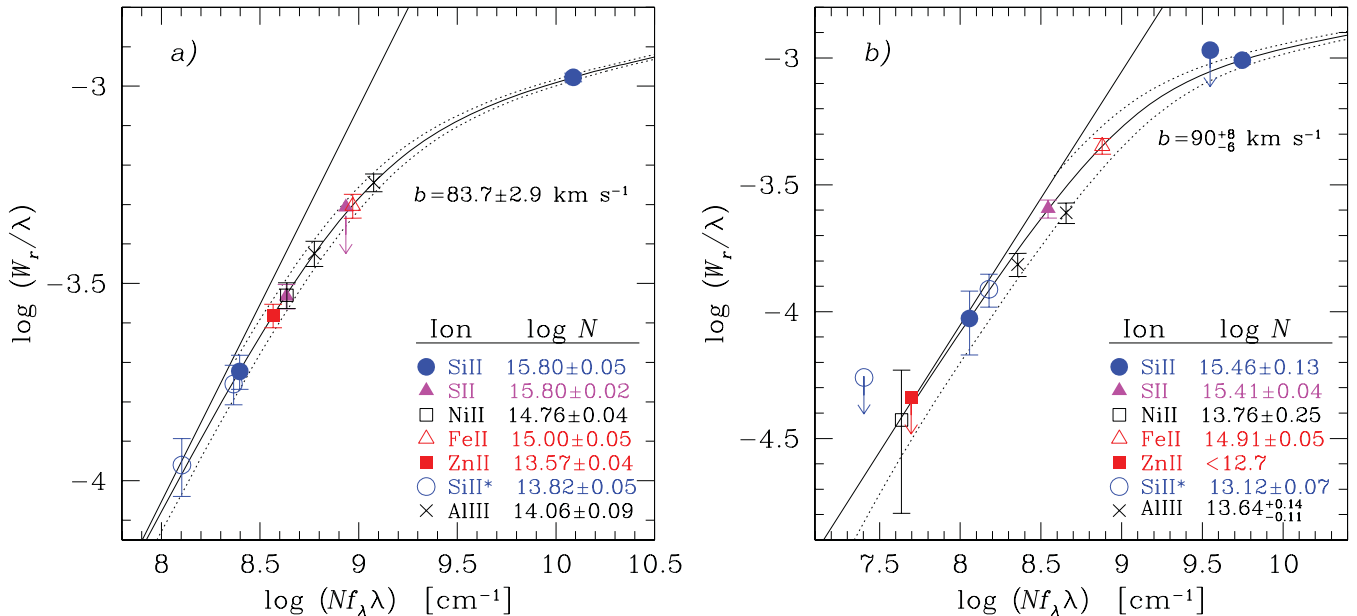 a)
b=83.7±2.9 km s⁻¹
Ion log N
SiII 15.80±0.05
SII 15.80±0.02
NiII 14.76±0.04
FeII 15.00±0.05
ZnII 13.57±0.04
SiII* 13.82±0.05
AlIII 14.06±0.09
log (W_r/λ)
-3
-3.5
-4
8 8.5 9 9.5 10 10.5
log (Nf_λλ) [cm⁻¹]
b)
b=90⁺⁸₋₆ km s⁻¹
Ion log N
SiII 15.46±0.13
SII 15.41±0.04
NiII 13.76±0.25
FeII 14.91±0.05
ZnII <12.7
SiII* 13.12±0.07
AlIII 13.64+0.14−0.11
log (W_r/λ)
-3
-3.5
-4
-4.5
7.5 8 8.5 9 9.5 10
log (Nf_λλ) [cm⁻¹]